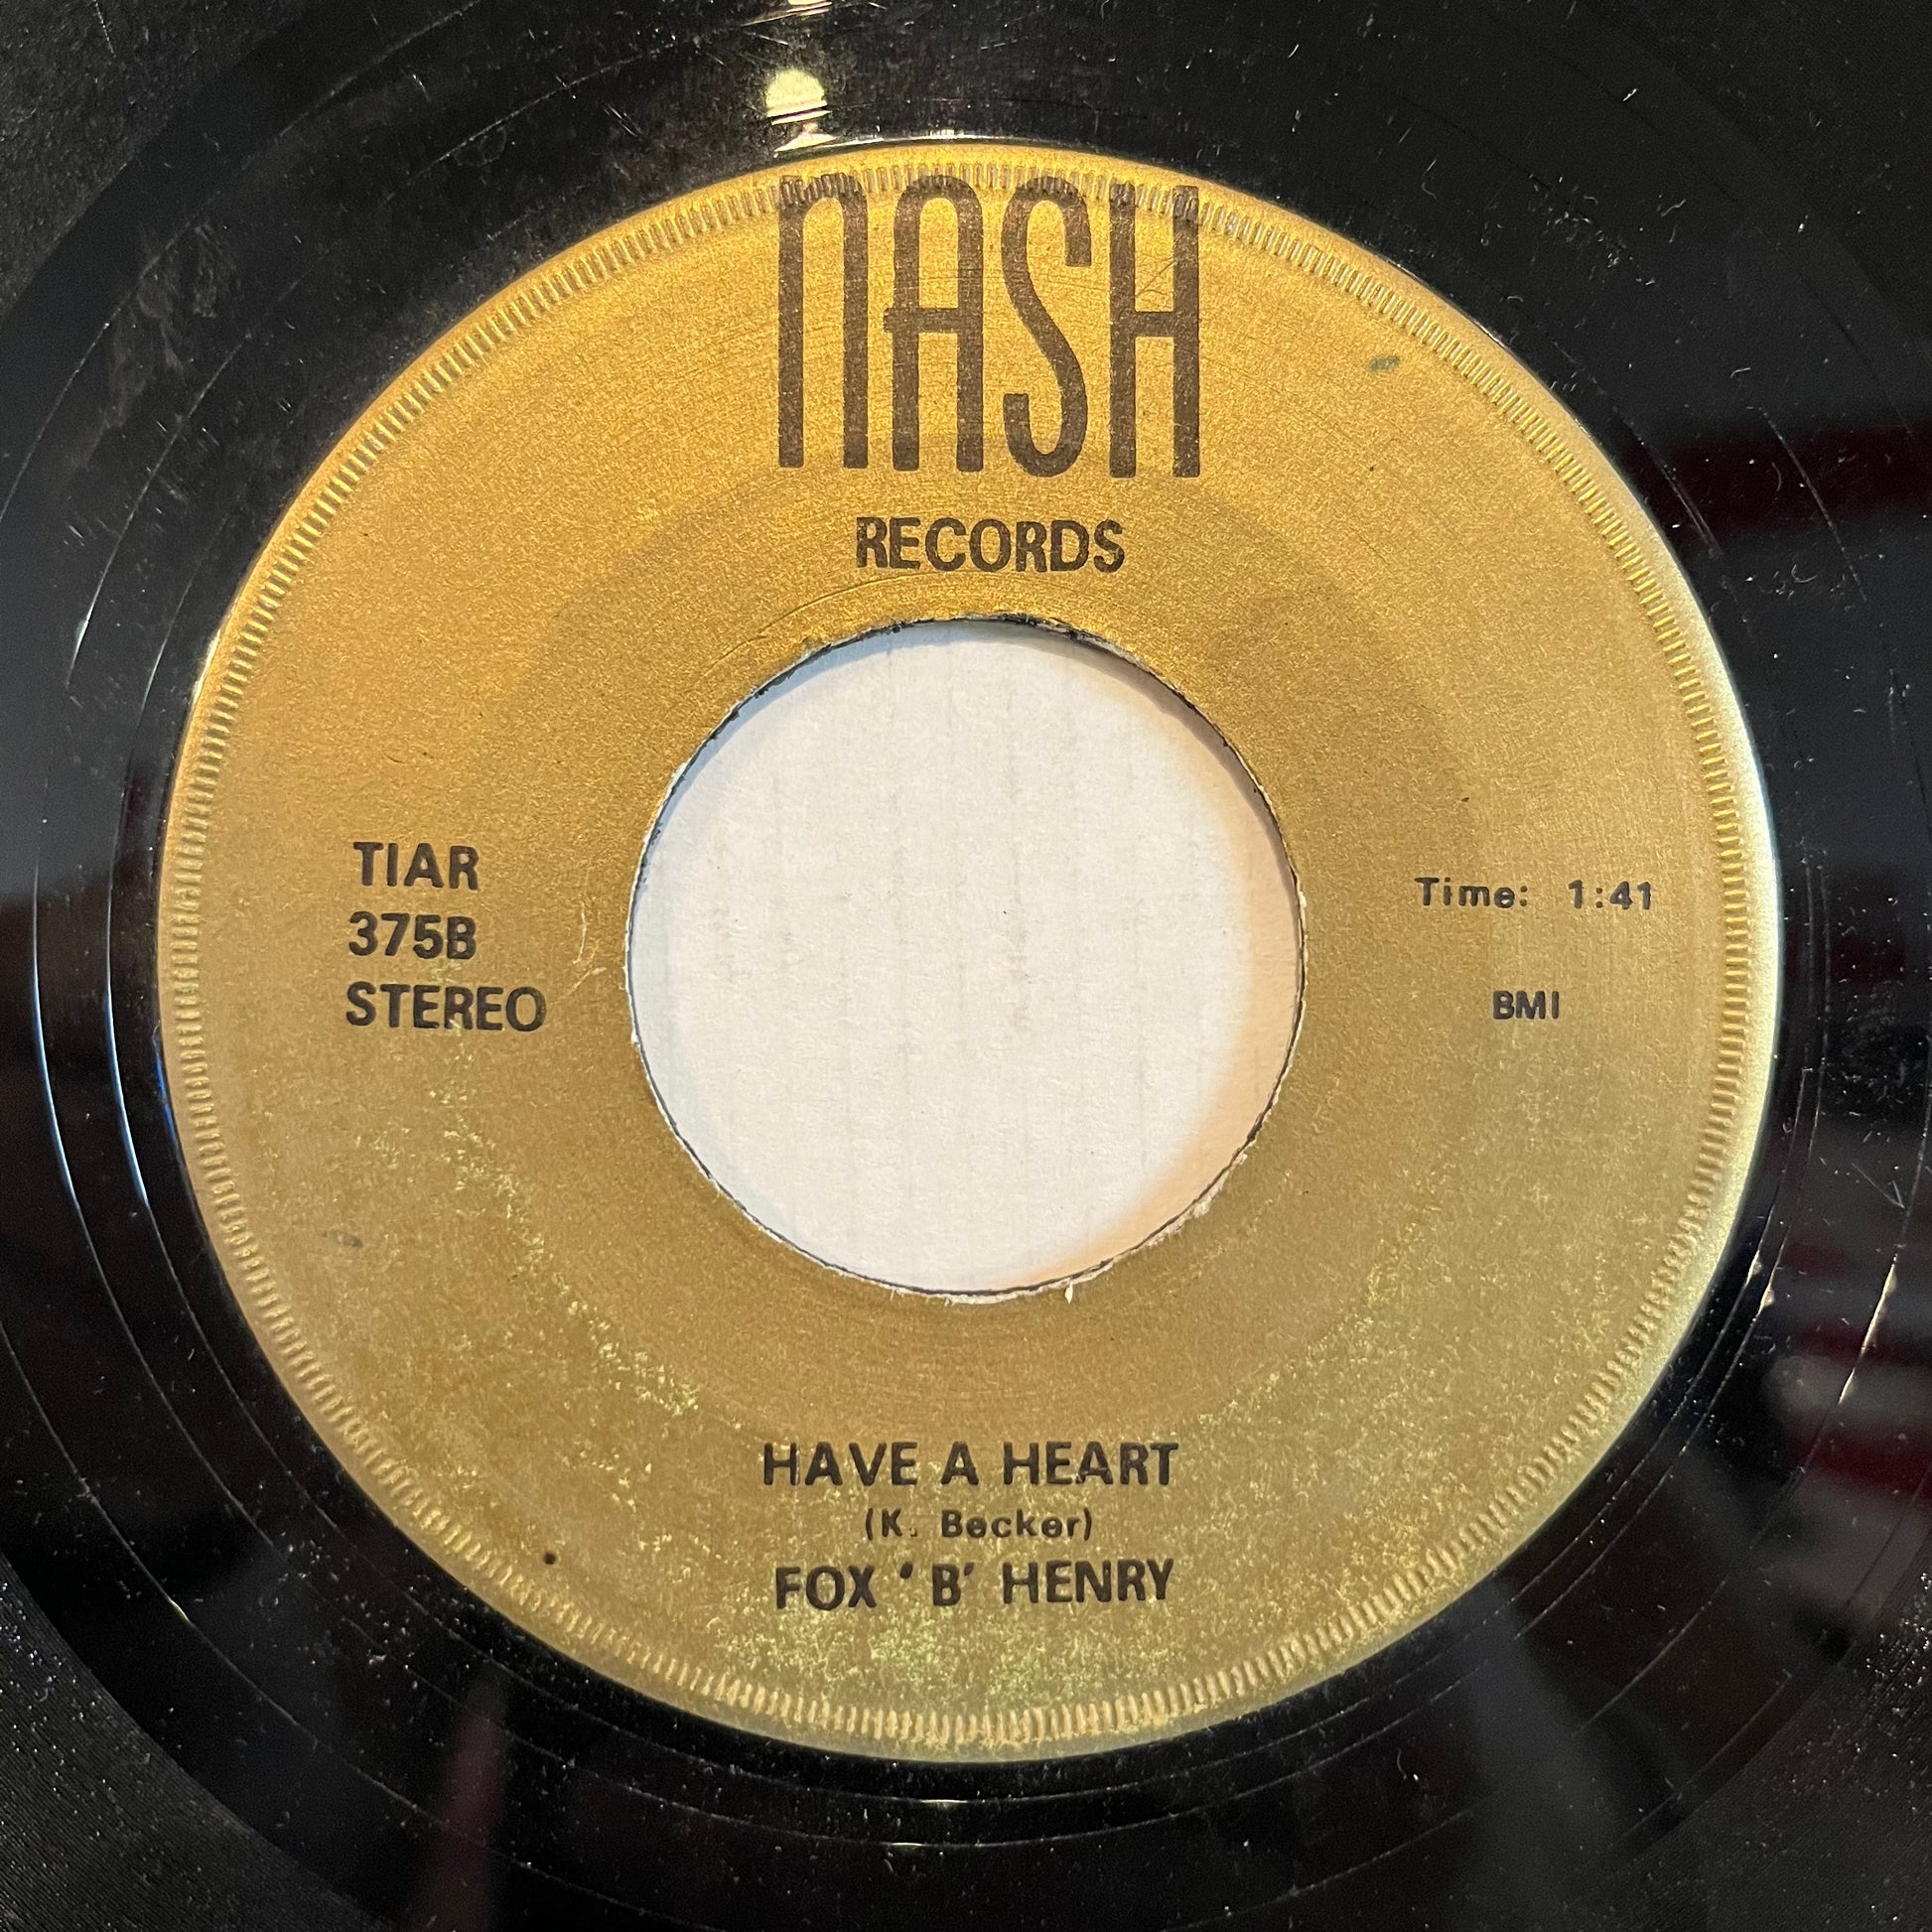 NASH
RECORDS
TIAR
375B
STEREO
Time: 1:41
BMI
HAVE A HEART
(K. Becker)
FOX 'B' HENRY